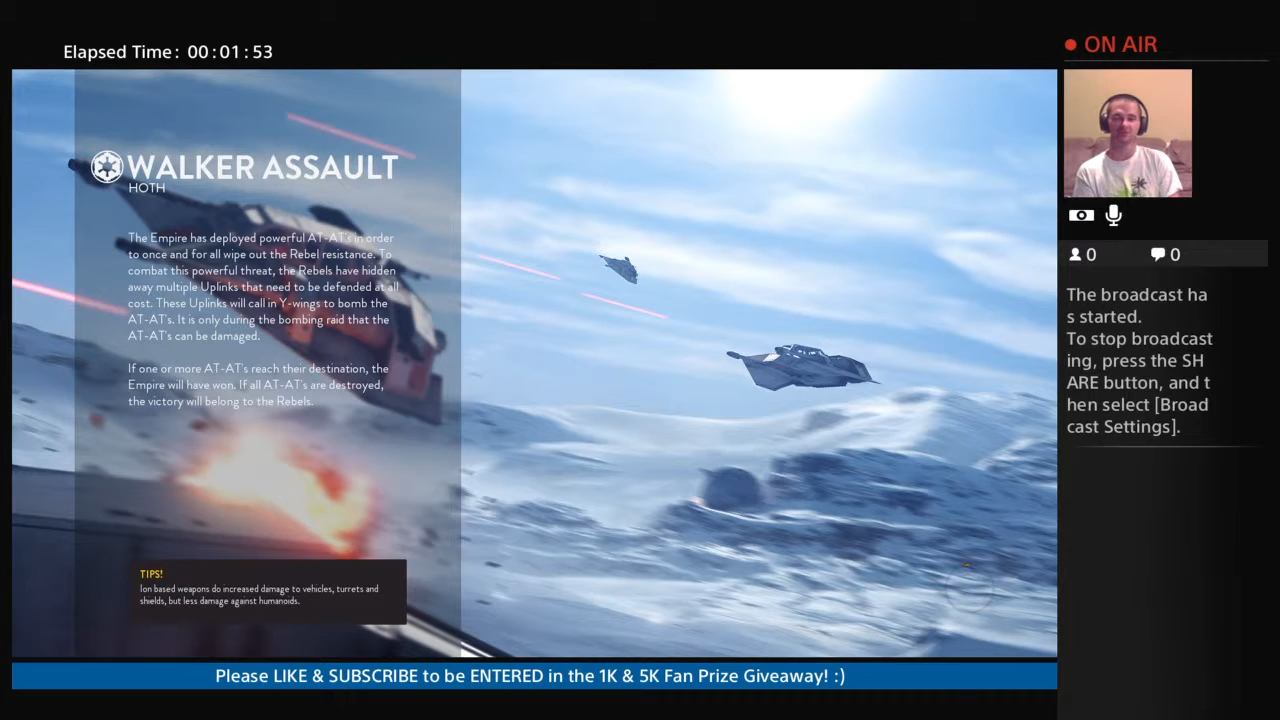 Elapsed Time: 00:01:53
ON AIR
WALKER ASSAULT
HOTH
The Empire has deployed powerful AT-AT's in order
to once and for all wipe out the Rebel resistance. To
combat this powerful threat, the Rebels have hidden
away multiple Uplinks that need to be defended at all
cost. These Uplinks will call in Y-wings to bomb the
AT-AT's. It is only during the bombing raid that the
AT-AT's can be damaged.
If one or more AT-AT's reach their destination, the
Empire will have won. If all AT-AT's are destroyed,
the victory will belong to the Rebels.
TIPS!
Ion based weapons do increased damage to vehicles, turrets and
shields, but less damage against humanoids.
0 0
The broadcast ha
s started.
To stop broadcast
ing, press the SH
ARE button, and t
hen select [Broad
cast Settings].
Please LIKE & SUBSCRIBE to be ENTERED in the 1K & 5K Fan Prize Giveaway! :)